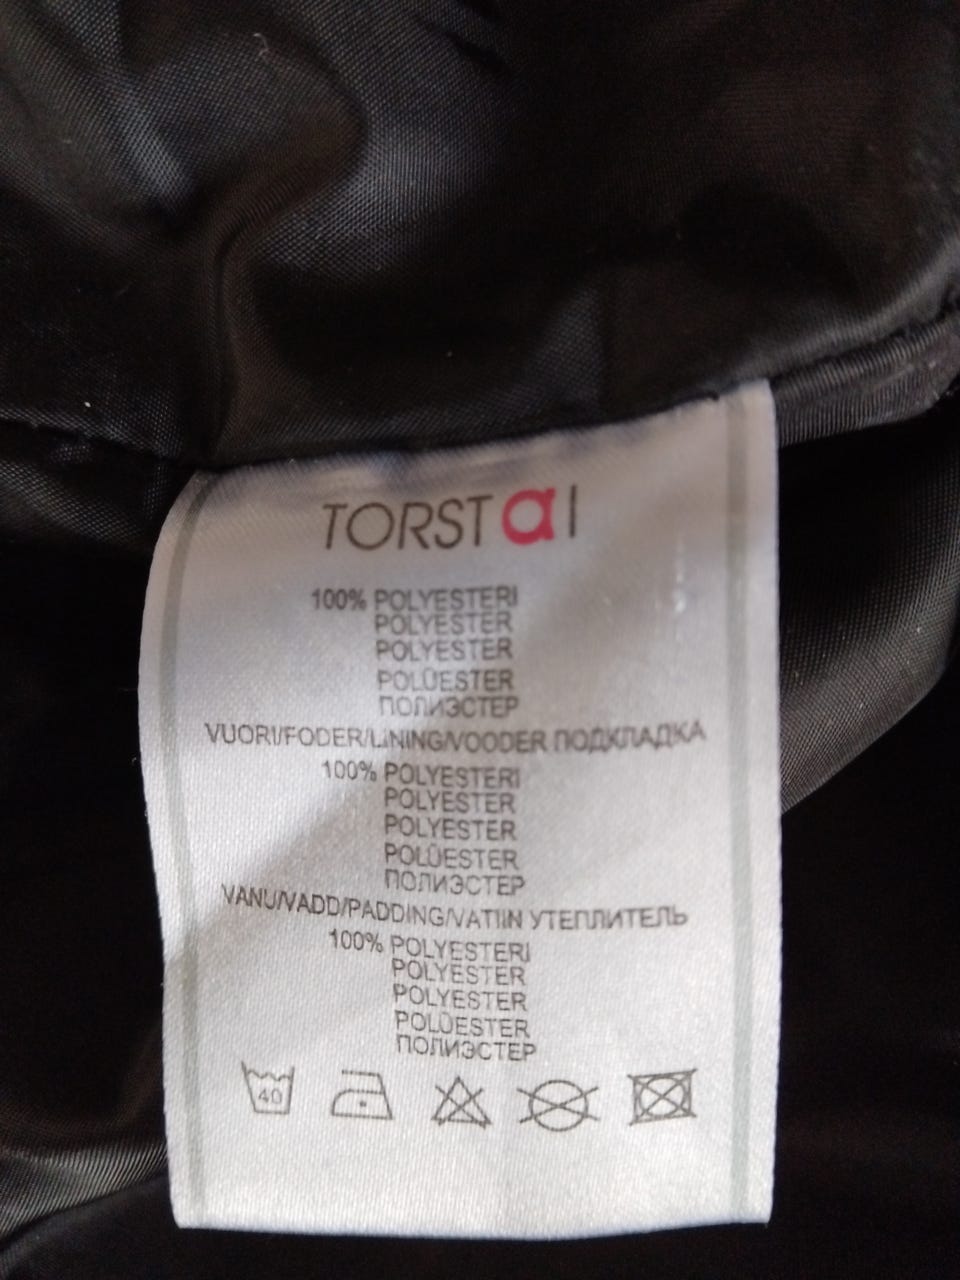 TORSTaI
100% POLYESTERI
POLYESTER
POLYESTER
POLÜESTER
ПОЛИЭСТЕР
VUORI/FODER/LINING/VOODER ПОДКЛАДКА
100% POLYESTERI
POLYESTER
POLYESTER
POLÜESTER
ПОЛИЭСТЕР
VANU/VADD/PADDING/VATIIN УТЕПЛИТЕЛЬ
100% POLYESTERI
POLYESTER
POLYESTER
POLÜESTER
ПОЛИЭСТЕР
40